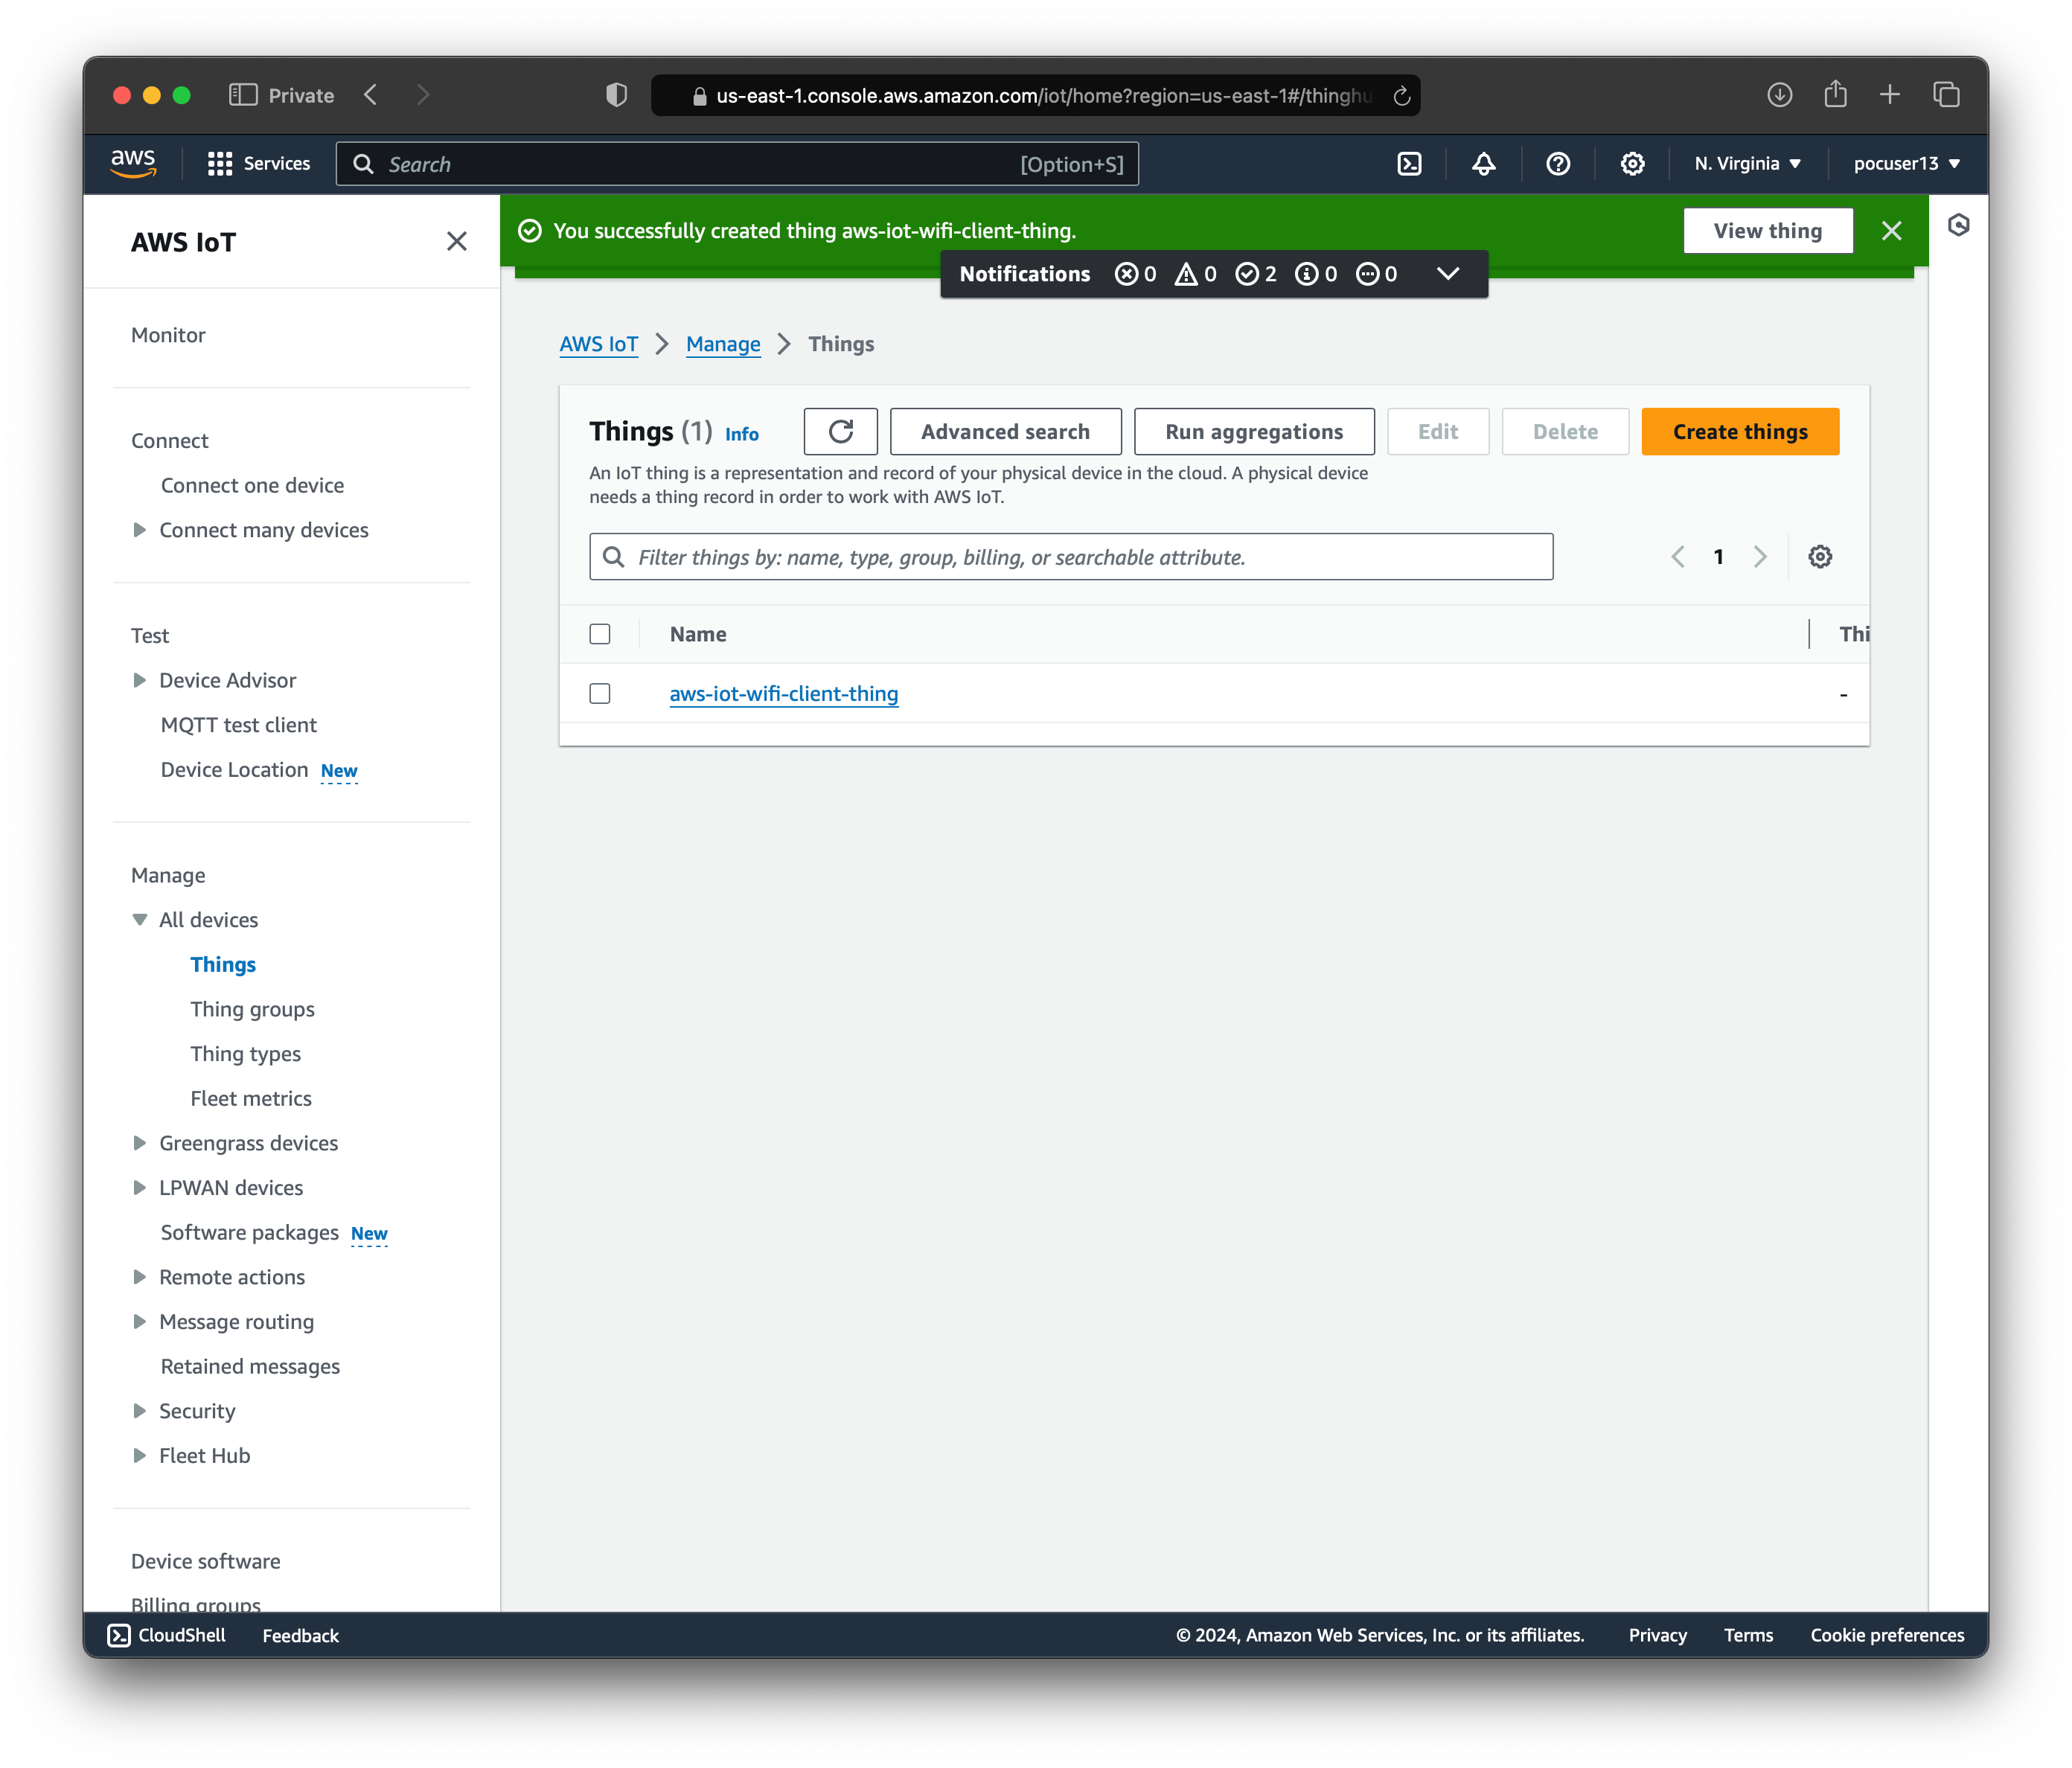 Private
us-east-1.console.aws.amazon.com/iot/home?region=us-east-1#/thinghu
aws
Services
Search
[Option+S]
N. Virginia
pocuser13
AWS IoT
Monitor
Connect
Connect one device
Connect many devices
Test
Device Advisor
MQTT test client
Device Location New
Manage
All devices
Things
Thing groups
Thing types
Fleet metrics
Greengrass devices
LPWAN devices
Software packages New
Remote actions
Message routing
Retained messages
Security
Fleet Hub
Device software
Billing groups
You successfully created thing aws-iot-wifi-client-thing.
View thing
Notifications 0 0 2 0 0
AWS IoT
Manage
Things
Things (1) Info
Advanced search
Run aggregations
Edit
Delete
Create things
An IoT thing is a representation and record of your physical device in the cloud. A physical device
needs a thing record in order to work with AWS IoT.
Filter things by: name, type, group, billing, or searchable attribute.
1
Name
Thi
aws-iot-wifi-client-thing
-
CloudShell
Feedback
© 2024, Amazon Web Services, Inc. or its affiliates.
Privacy
Terms
Cookie preferences